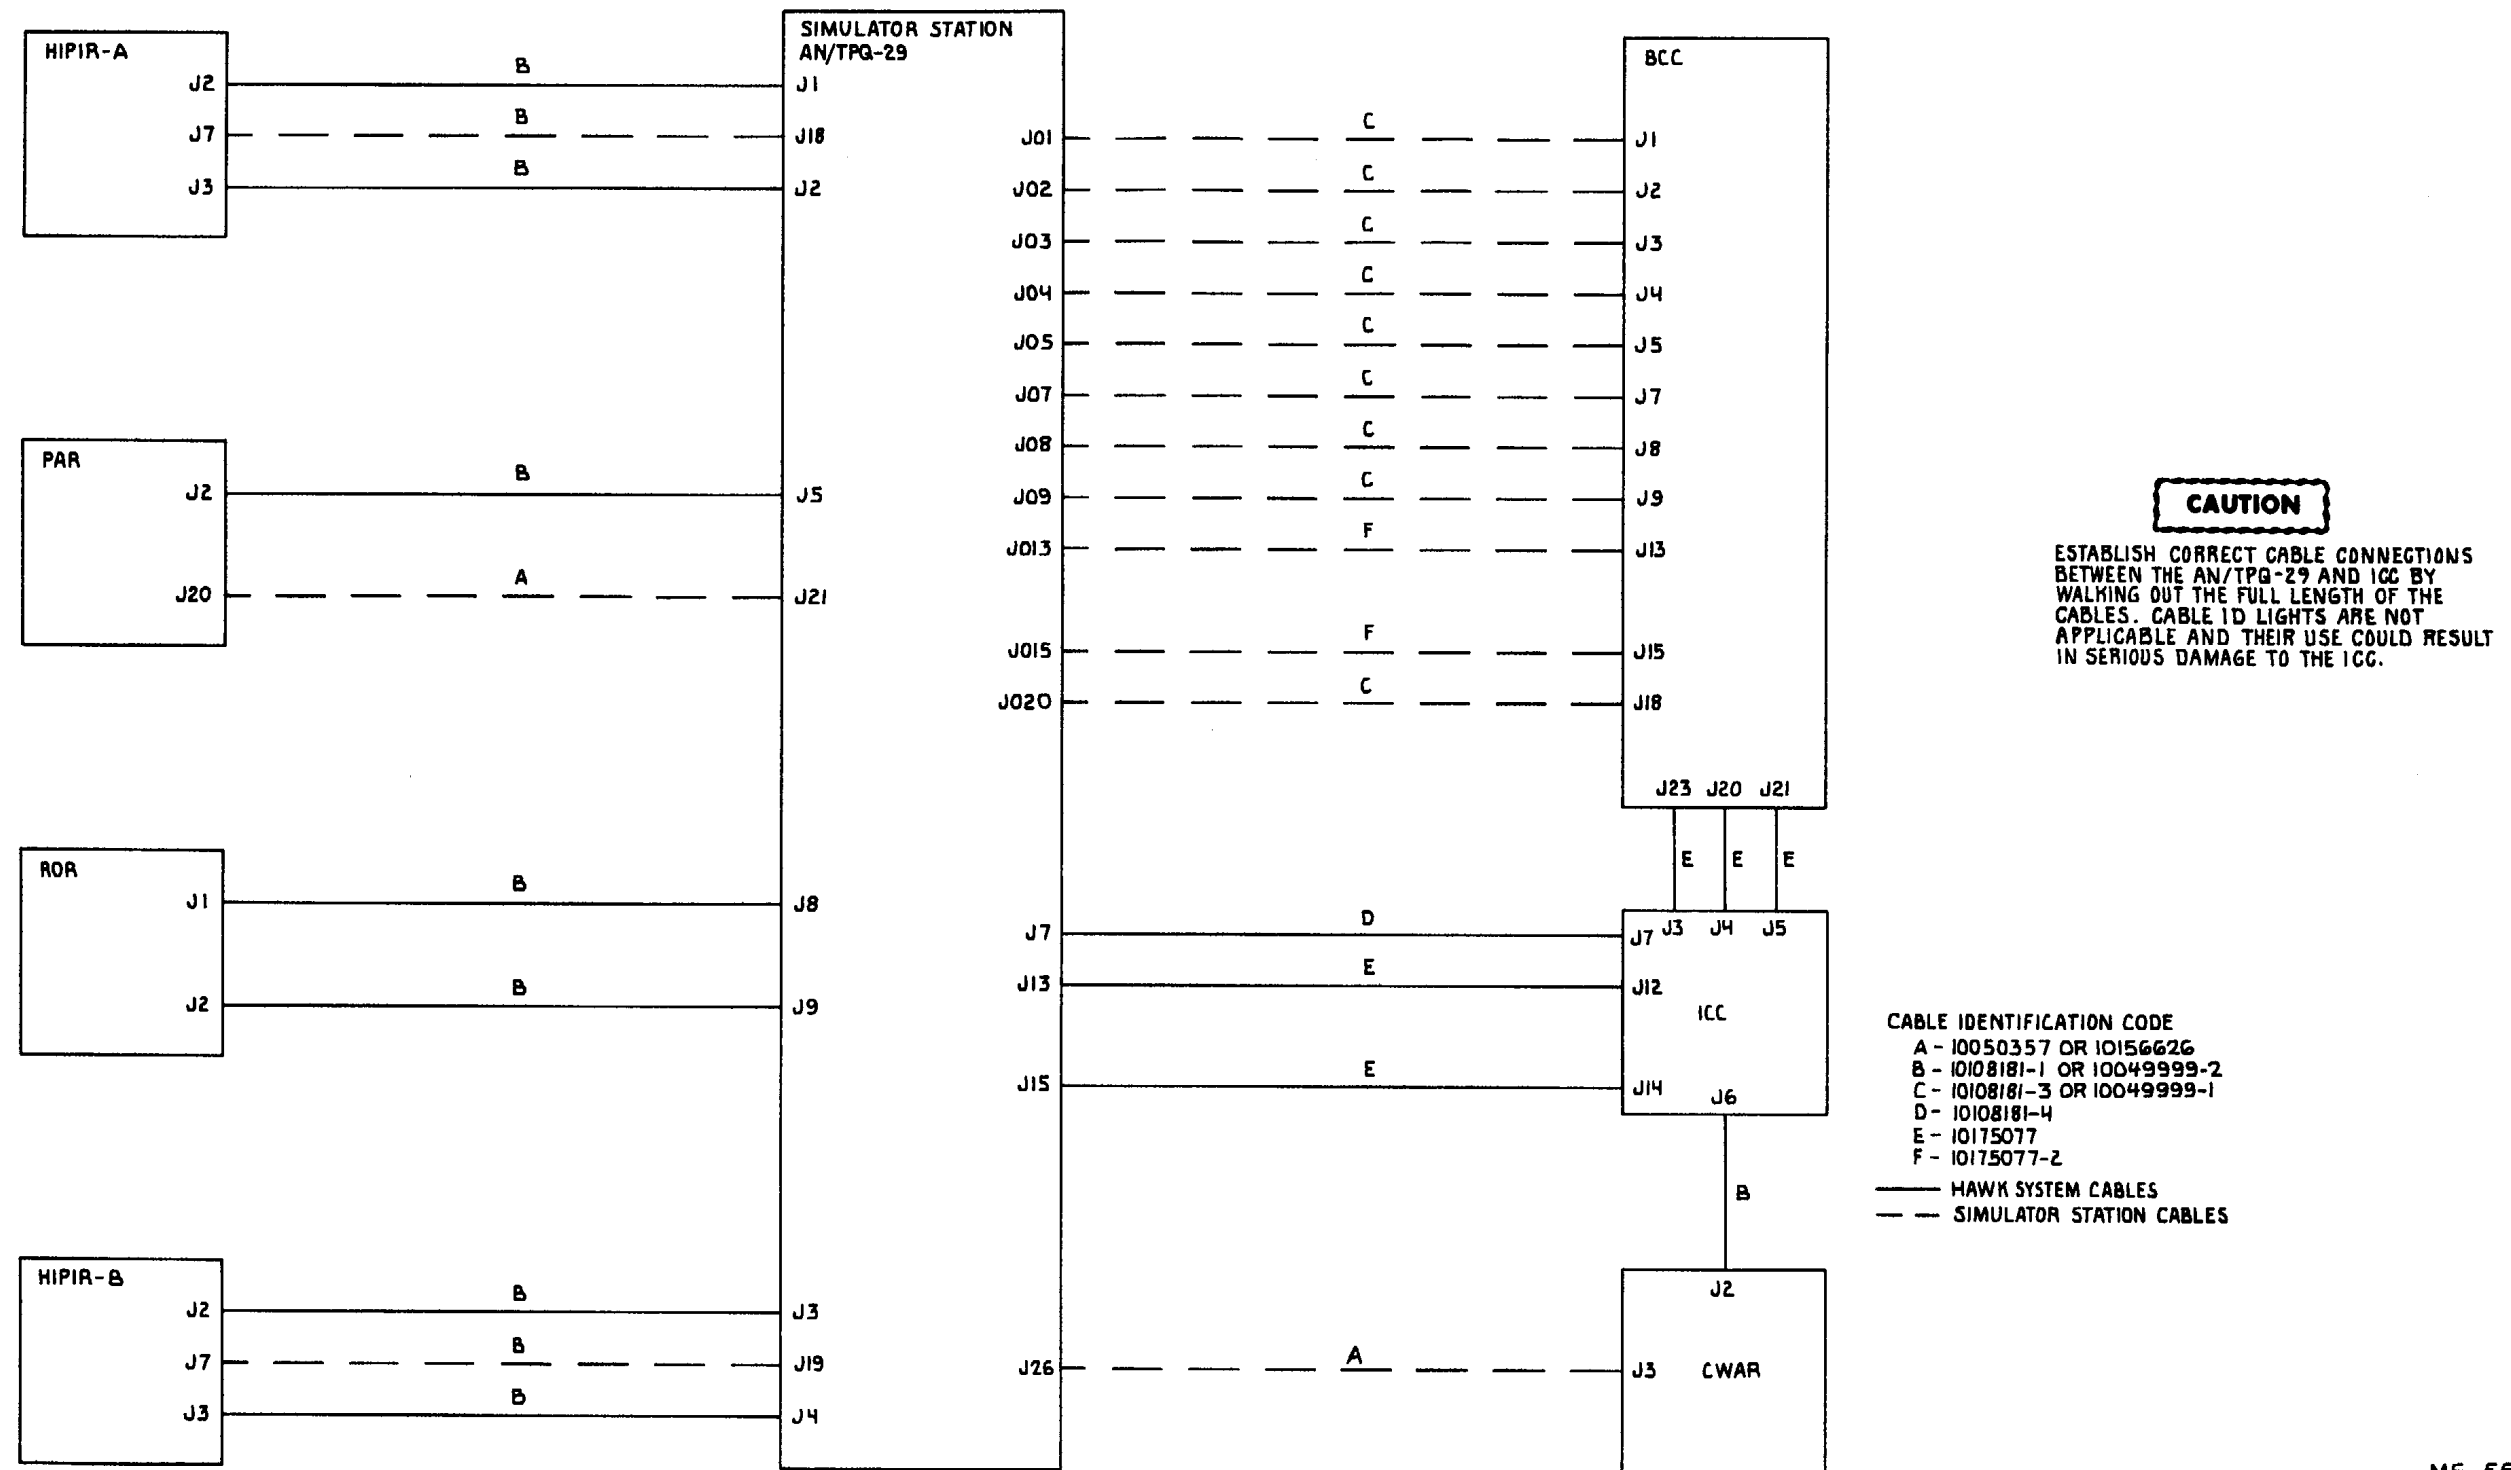 HIPIR-A
J2
J7
J3
B
B
B
SIMULATOR STATION
AN/TPQ-29
J1
J18
J2
PAR
J2
J20
B
A
J5
J21
ROR
J1
J2
B
B
J8
J9
HIPIR-B
J2
J7
J3
B
B
B
J3
J19
J4
J01
C
J1
J02
C
J2
J03
C
J3
J04
C
J4
J05
C
J5
J07
C
J7
J08
C
J8
J09
C
J9
J013
F
J13
J015
F
J15
J020
C
J18
BCC
J23 J20 J21
E E E
J3 J4 J5
J7
D
J7
J13
E
J12
ICC
J15
E
J14
J6
B
J2
J26
A
J3
CWAR
CAUTION
ESTABLISH CORRECT CABLE CONNECTIONS
BETWEEN THE AN/TPQ-29 AND ICC BY
WALKING OUT THE FULL LENGTH OF THE
CABLES. CABLE ID LIGHTS ARE NOT
APPLICABLE AND THEIR USE COULD RESULT
IN SERIOUS DAMAGE TO THE ICC.
CABLE IDENTIFICATION CODE
A - 10050357 OR 10156626
B - 10108181-1 OR 10049999-2
C - 10108181-3 OR 10049999-1
D - 10108181-4
E - 10175077
F - 10175077-2
HAWK SYSTEM CABLES
SIMULATOR STATION CABLES